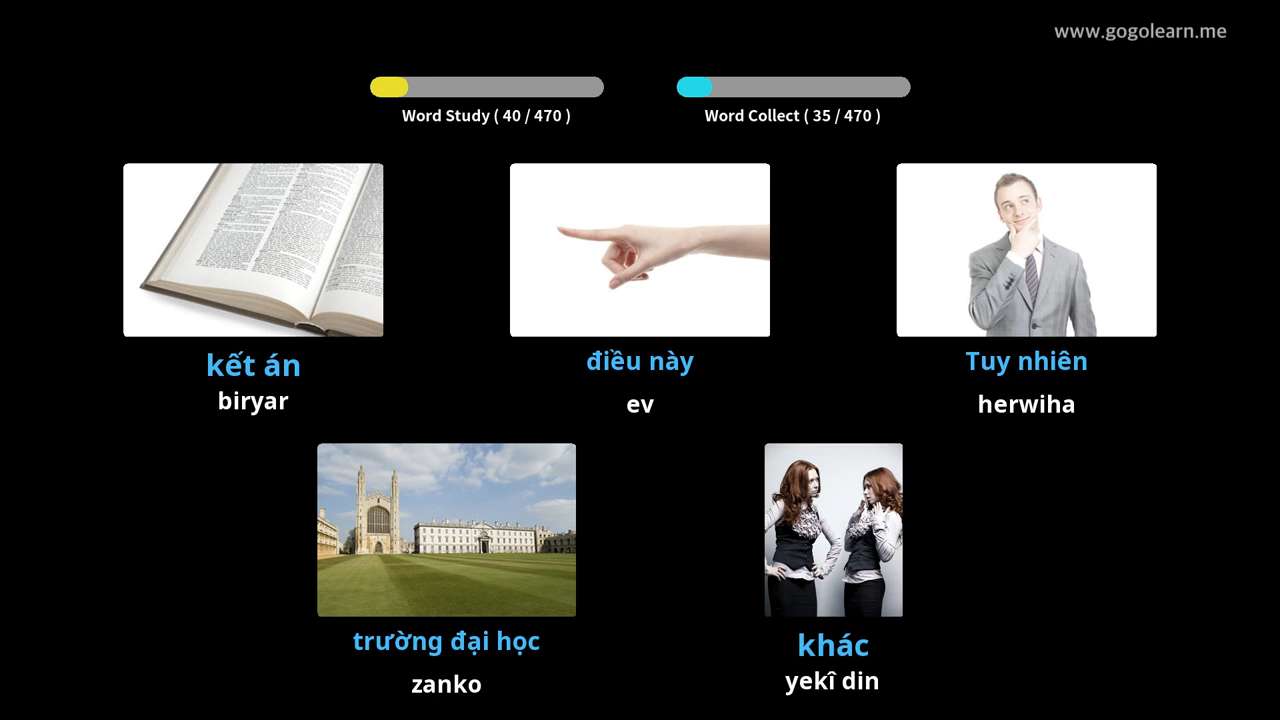 www.gogolearn.me
Word Study ( 40 / 470 )
Word Collect ( 35 / 470 )
kết án
biryar
điều này
ev
Tuy nhiên
herwiha
trường đại học
zanko
khác
yekî din